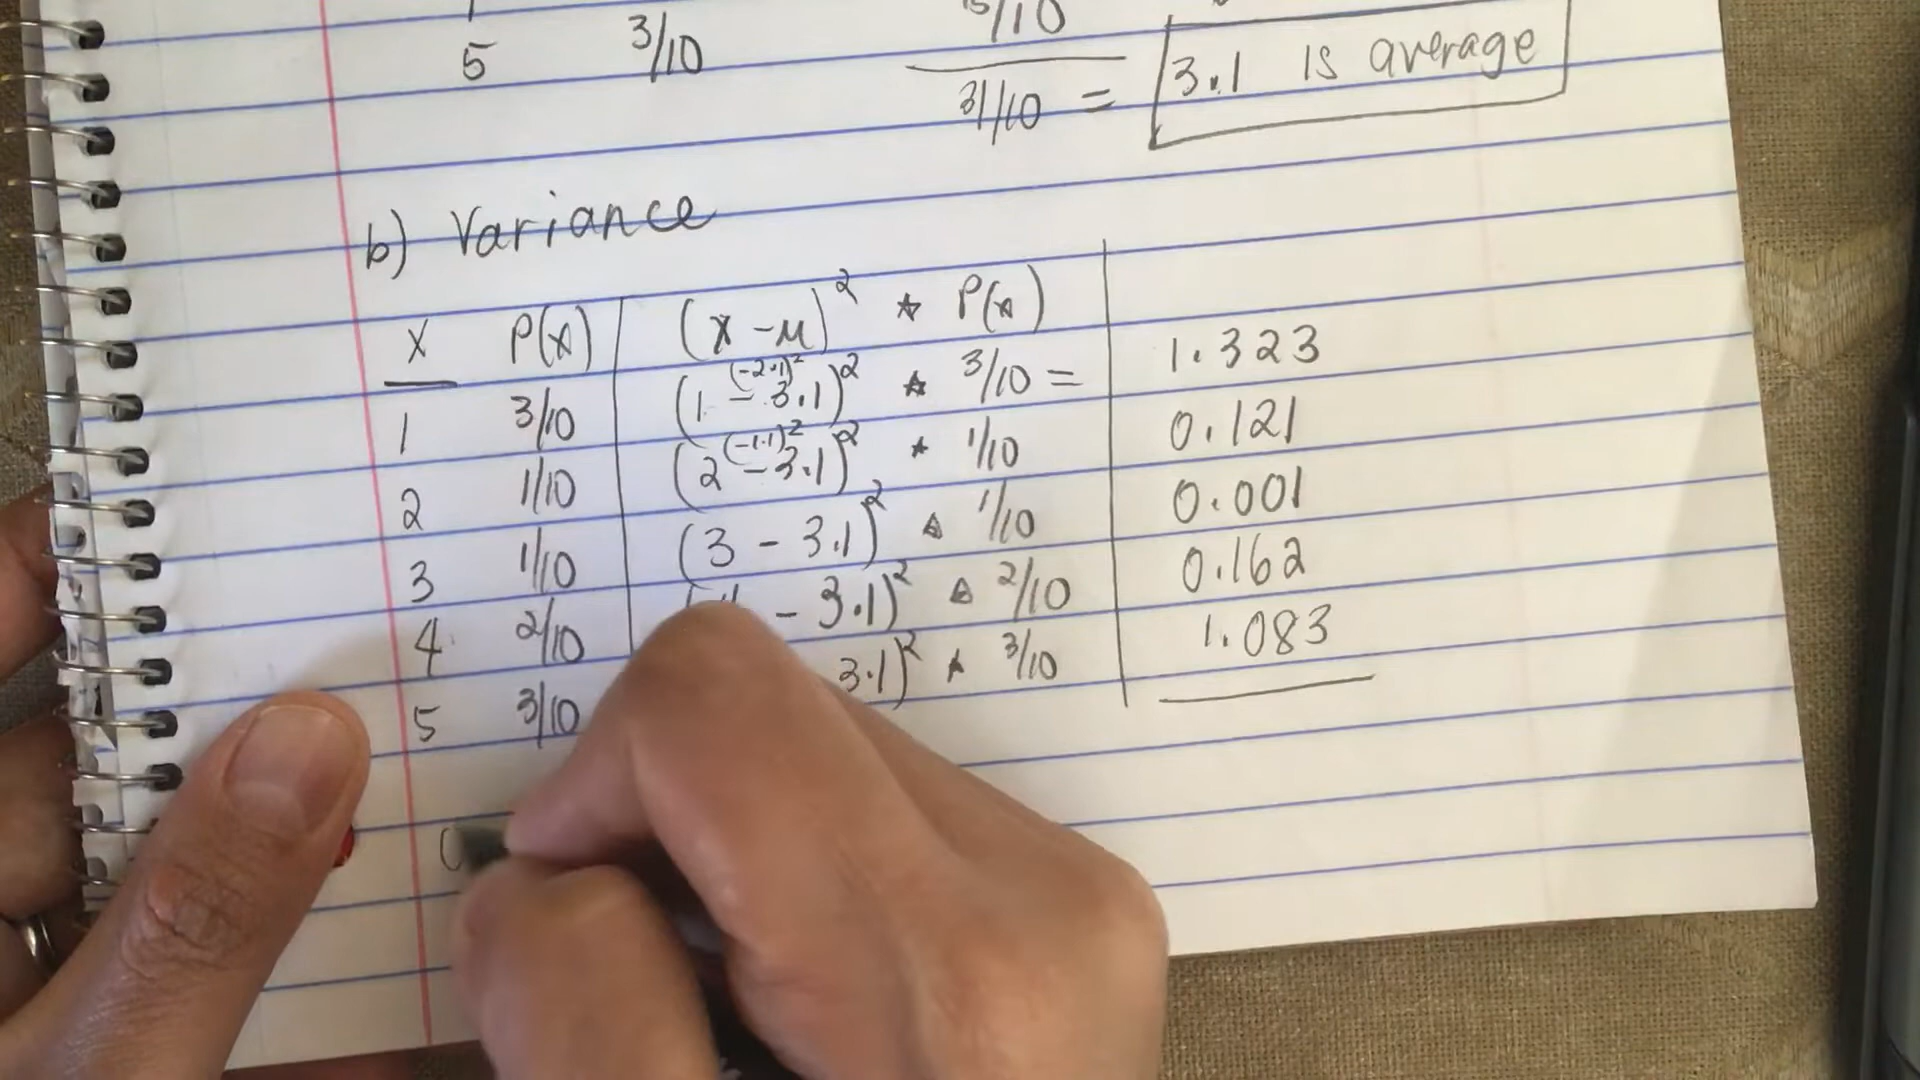 5 3/10 /10
31/10 = 3.1 is average
b) Variance
X P(x) (x - μ)² * P(x)
1 3/10 (1 - 3.1)² (-2.1)² * 3/10 = 1.323
2 1/10 (2 - 3.1)² (-1.1)² * 1/10 0.121
3 1/10 (3 - 3.1)² * 1/10 0.001
4 2/10 - 3.1)² * 2/10 0.162
5 3/10 3.1)² * 3/10 1.083